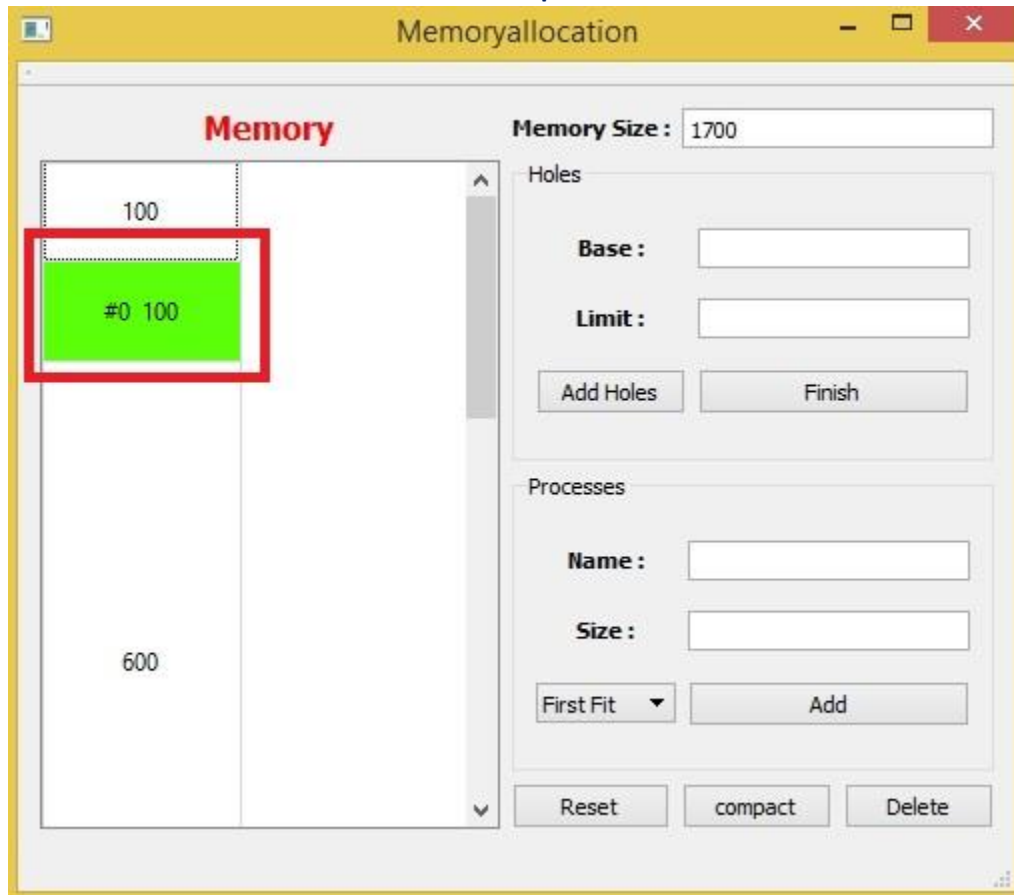 Memoryallocation
Memory
100
#0 100
600
Memory Size : 1700
Holes
Base :
Limit :
Add Holes Finish
Processes
Name :
Size :
First Fit Add
Reset compact Delete